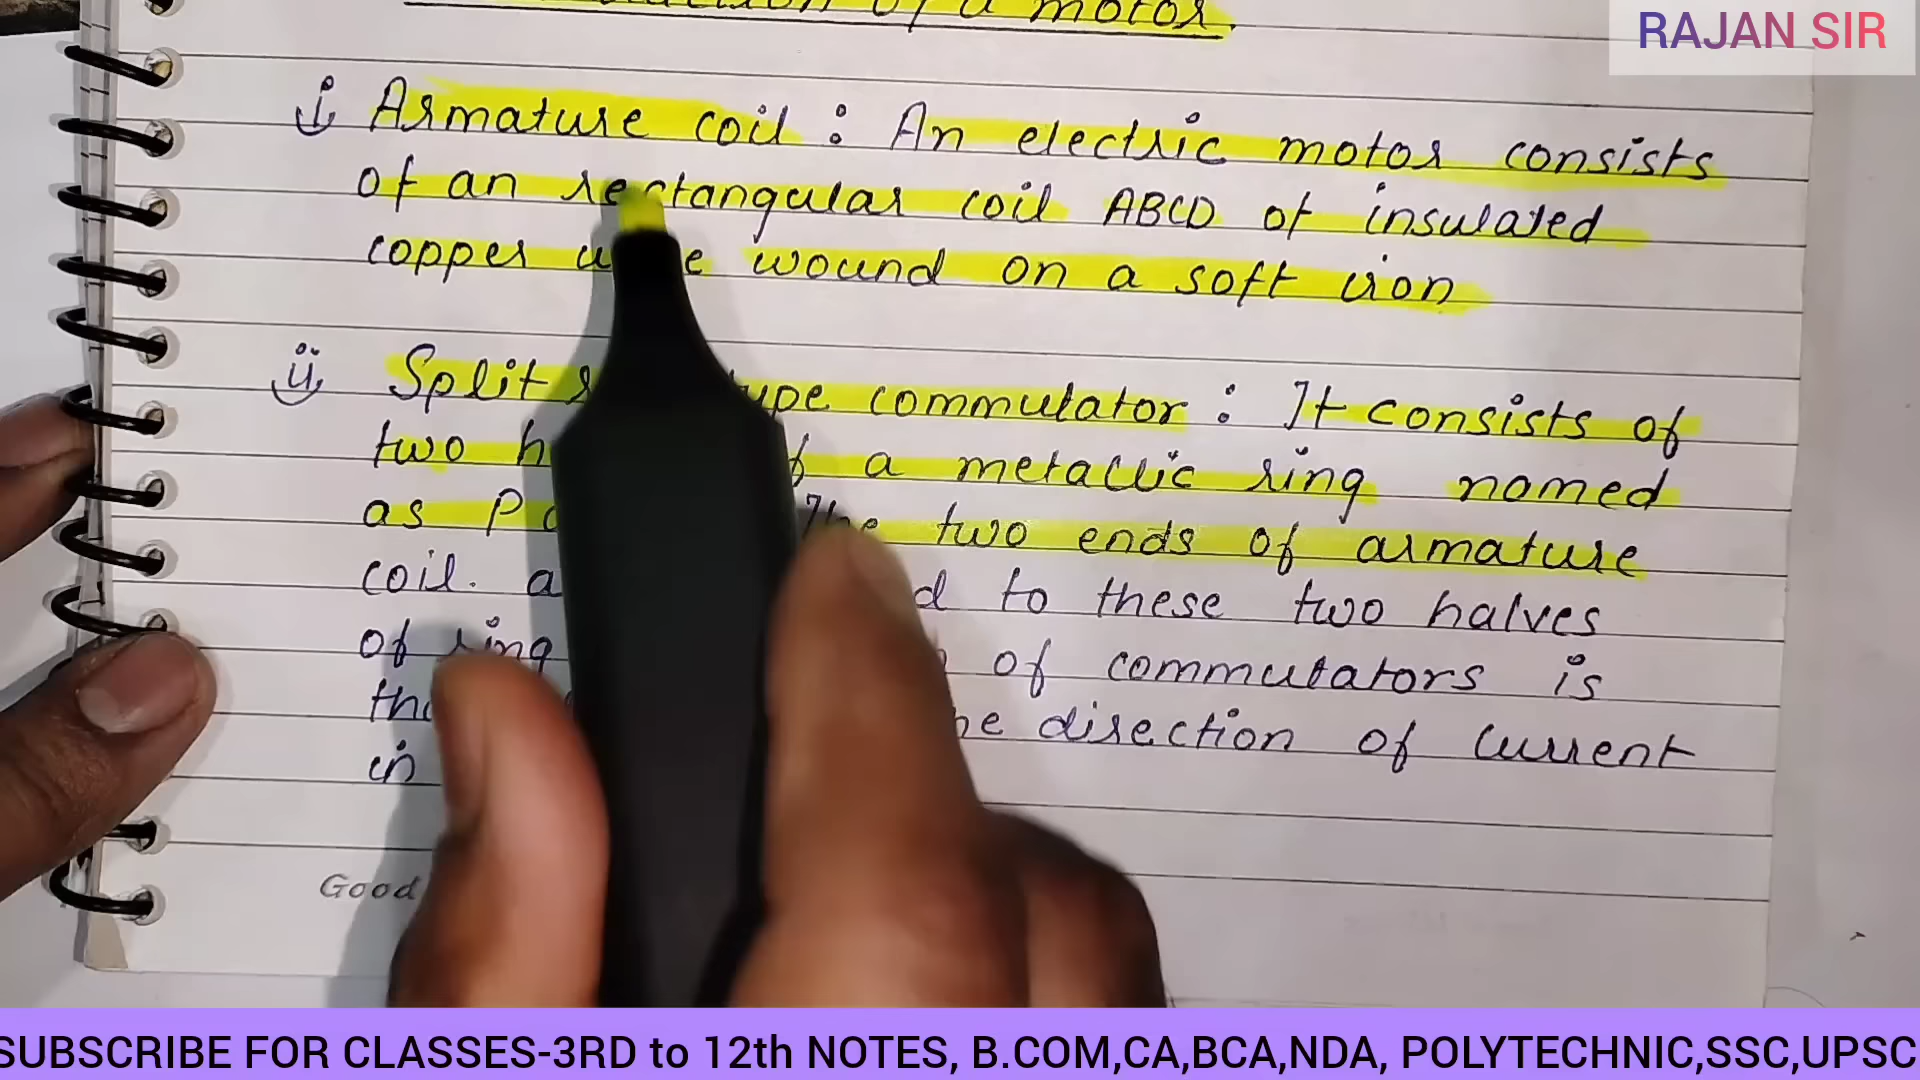 of a motor.
RAJAN SIR
i) Armature coil : An electric motor consists
of an rectangular coil ABCD of insulated
copper wound on a soft iron
ii) Split type commutator : It consists of
two of a metallic ring named
as The two ends of armature
coil. to these two halves
of ring of commutators is
the direction of current
in
Good
SUBSCRIBE FOR CLASSES-3RD to 12th NOTES, B.COM,CA,BCA,NDA, POLYTECHNIC,SSC,UPSC